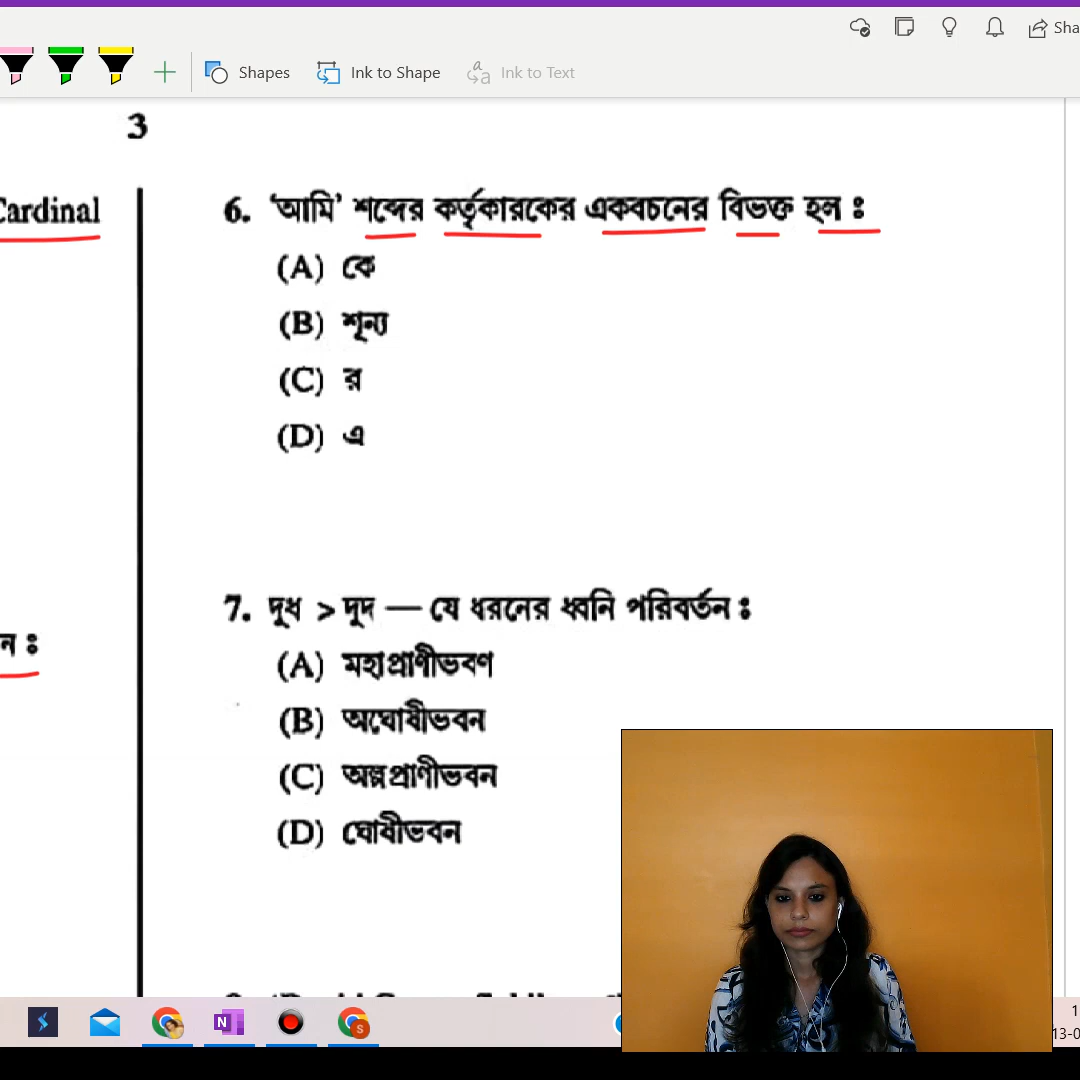 Shapes
Ink to Shape
Ink to Text
3
Cardinal
6. ‘আমি’ শব্দের কর্তৃকারকের একবচনের বিভক্ত হল ঃ
(A) কে
(B) শূন্য
(C) র
(D) এ
7. দুধ > দুদ — যে ধরনের ধ্বনি পরিবর্তন ঃ
(A) মহাপ্রাণীভবণ
(B) অঘোষীভবন
(C) অল্পপ্রাণীভবন
(D) ঘোষীভবন
ন ঃ